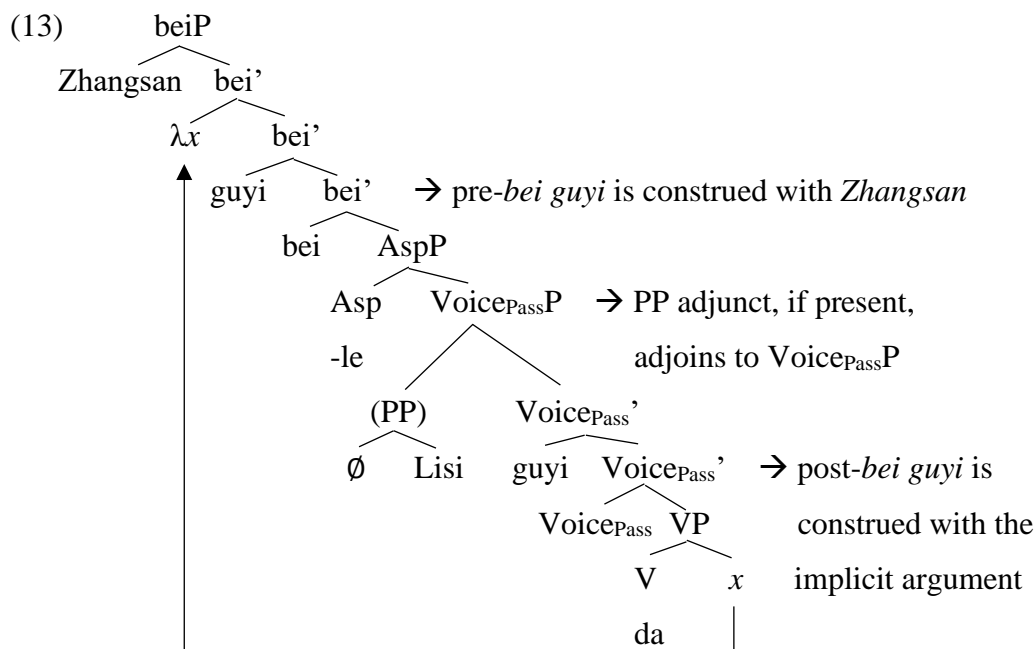 (13) beiP
Zhangsan bei’
λx bei’
guyi bei’ → pre-bei guyi is construed with Zhangsan
bei AspP
Asp VoicePassP → PP adjunct, if present,
-le adjoins to VoicePassP
(PP) VoicePass’
∅ Lisi guyi VoicePass’ → post-bei guyi is
VoicePass VP construed with the
V x implicit argument
da